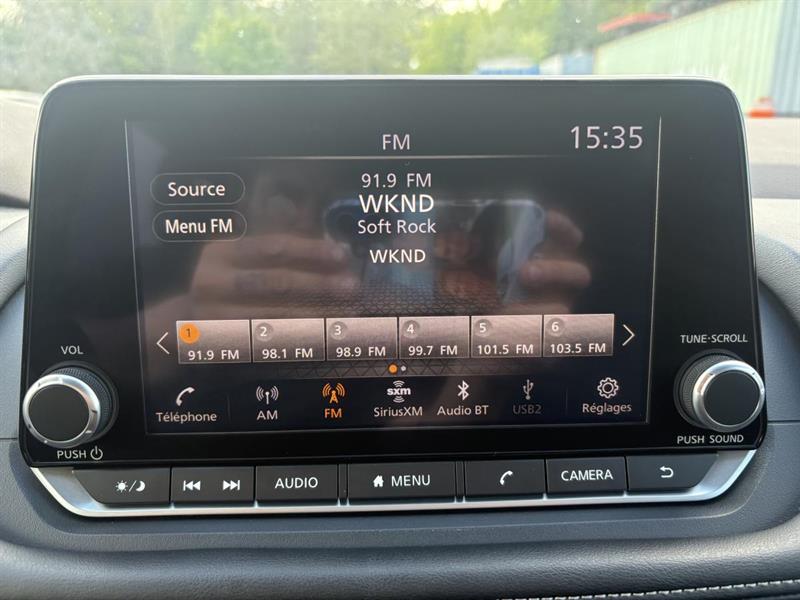 FM
15:35
Source
91.9 FM
WKND
Menu FM
Soft Rock
WKND
1 2 3 4 5 6
91.9 FM 98.1 FM 98.9 FM 99.7 FM 101.5 FM 103.5 FM
VOL
TUNE·SCROLL
sxm
Téléphone AM FM SiriusXM Audio BT USB2 Réglages
PUSH
PUSH SOUND
AUDIO MENU CAMERA